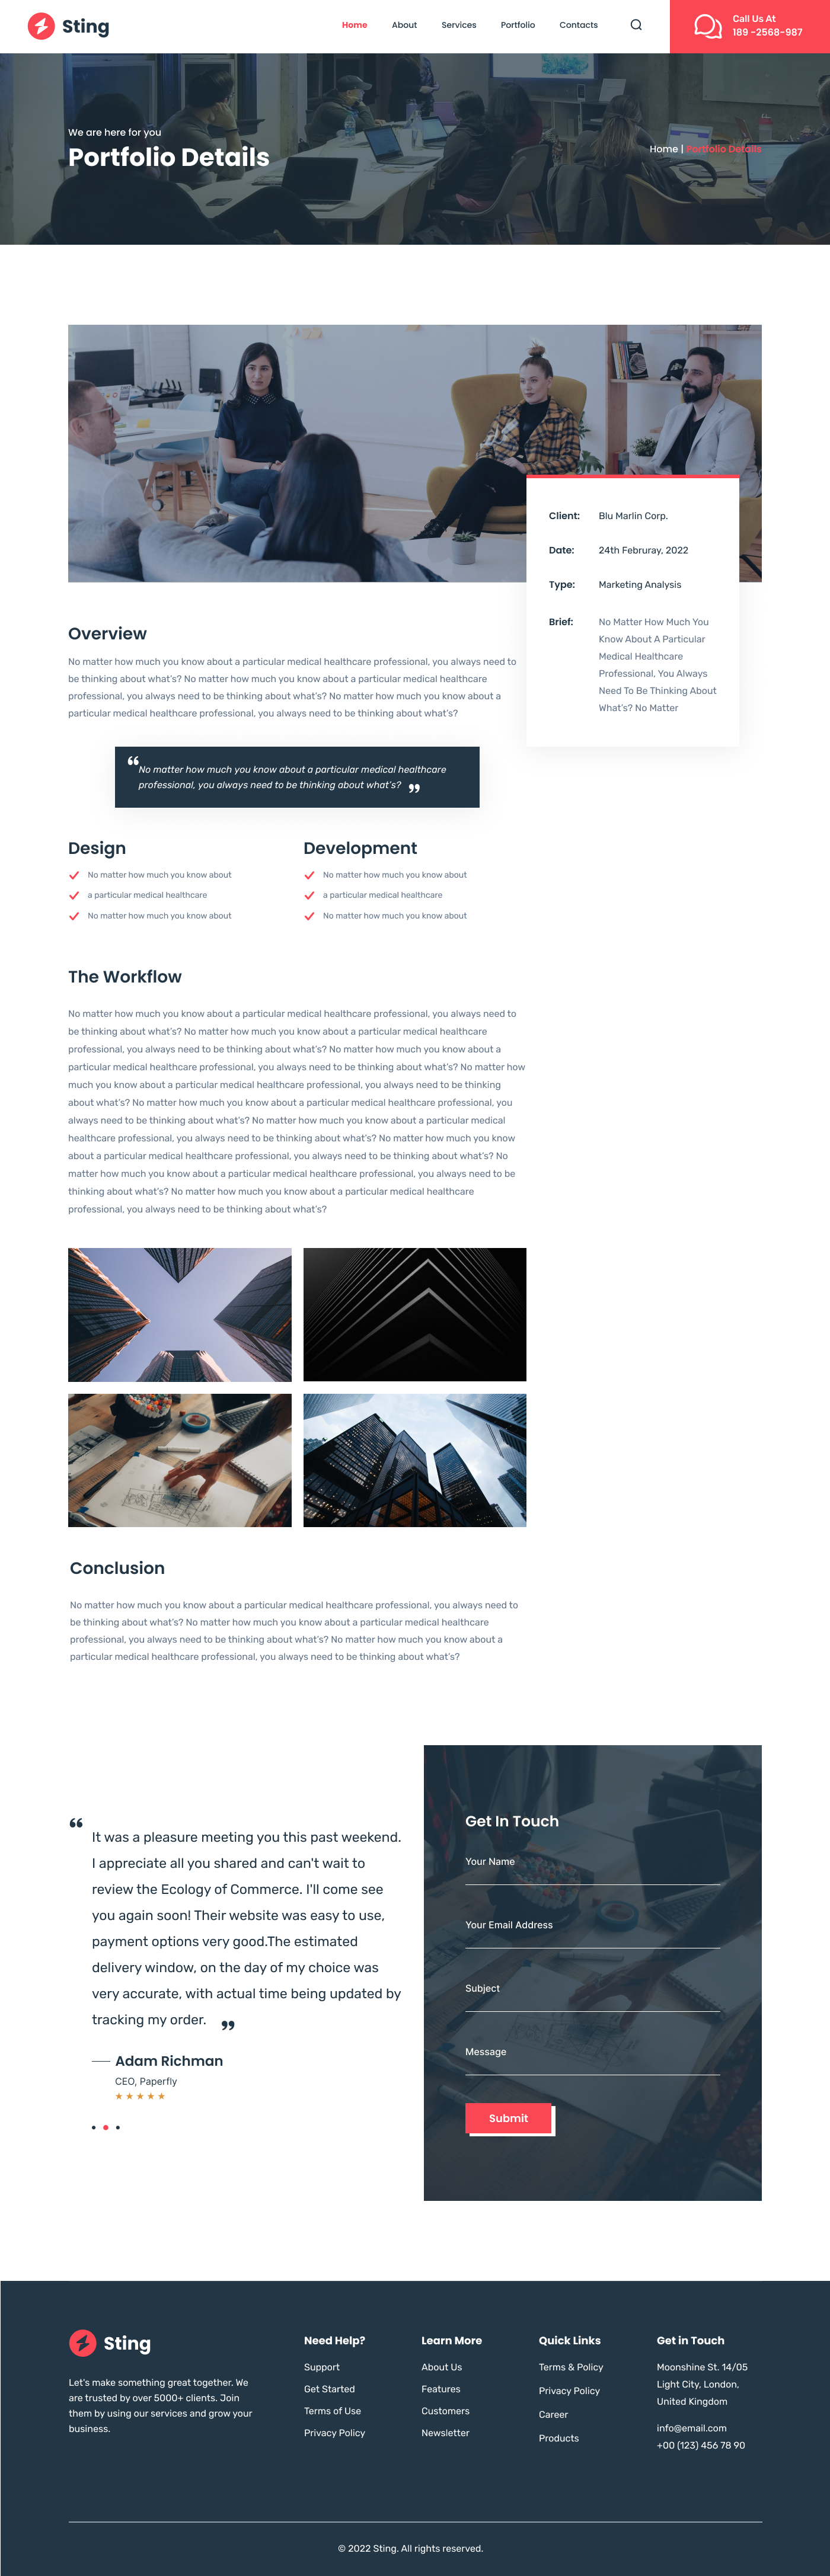 Sting
Home About Services Portfolio Contacts
Call Us At
189 -2568-987
We are here for you
Portfolio Details
Home | Portfolio Details
Client: Blu Marlin Corp.
Date: 24th Februray, 2022
Type: Marketing Analysis
Brief: No Matter How Much You
Know About A Particular
Medical Healthcare
Professional, You Always
Need To Be Thinking About
What's? No Matter
Overview
No matter how much you know about a particular medical healthcare professional, you always need to
be thinking about what's? No matter how much you know about a particular medical healthcare
professional, you always need to be thinking about what's? No matter how much you know about a
particular medical healthcare professional, you always need to be thinking about what's?
“ No matter how much you know about a particular medical healthcare
professional, you always need to be thinking about what's? ”
Design
No matter how much you know about
a particular medical healthcare
No matter how much you know about
Development
No matter how much you know about
a particular medical healthcare
No matter how much you know about
The Workflow
No matter how much you know about a particular medical healthcare professional, you always need to
be thinking about what's? No matter how much you know about a particular medical healthcare
professional, you always need to be thinking about what's? No matter how much you know about a
particular medical healthcare professional, you always need to be thinking about what's? No matter how
much you know about a particular medical healthcare professional, you always need to be thinking
about what's? No matter how much you know about a particular medical healthcare professional, you
always need to be thinking about what's? No matter how much you know about a particular medical
healthcare professional, you always need to be thinking about what's? No matter how much you know
about a particular medical healthcare professional, you always need to be thinking about what's? No
matter how much you know about a particular medical healthcare professional, you always need to be
thinking about what's? No matter how much you know about a particular medical healthcare
professional, you always need to be thinking about what's?
Conclusion
No matter how much you know about a particular medical healthcare professional, you always need to
be thinking about what's? No matter how much you know about a particular medical healthcare
professional, you always need to be thinking about what's? No matter how much you know about a
particular medical healthcare professional, you always need to be thinking about what's?
“ It was a pleasure meeting you this past weekend.
I appreciate all you shared and can't wait to
review the Ecology of Commerce. I'll come see
you again soon! Their website was easy to use,
payment options very good.The estimated
delivery window, on the day of my choice was
very accurate, with actual time being updated by
tracking my order. ”
Adam Richman
CEO, Paperfly
Get In Touch
Your Name
Your Email Address
Subject
Message
Submit
Sting
Let's make something great together. We
are trusted by over 5000+ clients. Join
them by using our services and grow your
business.
Need Help?
Support
Get Started
Terms of Use
Privacy Policy
Learn More
About Us
Features
Customers
Newsletter
Quick Links
Terms & Policy
Privacy Policy
Career
Products
Get in Touch
Moonshine St. 14/05
Light City, London,
United Kingdom
info@email.com
+00 (123) 456 78 90
© 2022 Sting. All rights reserved.